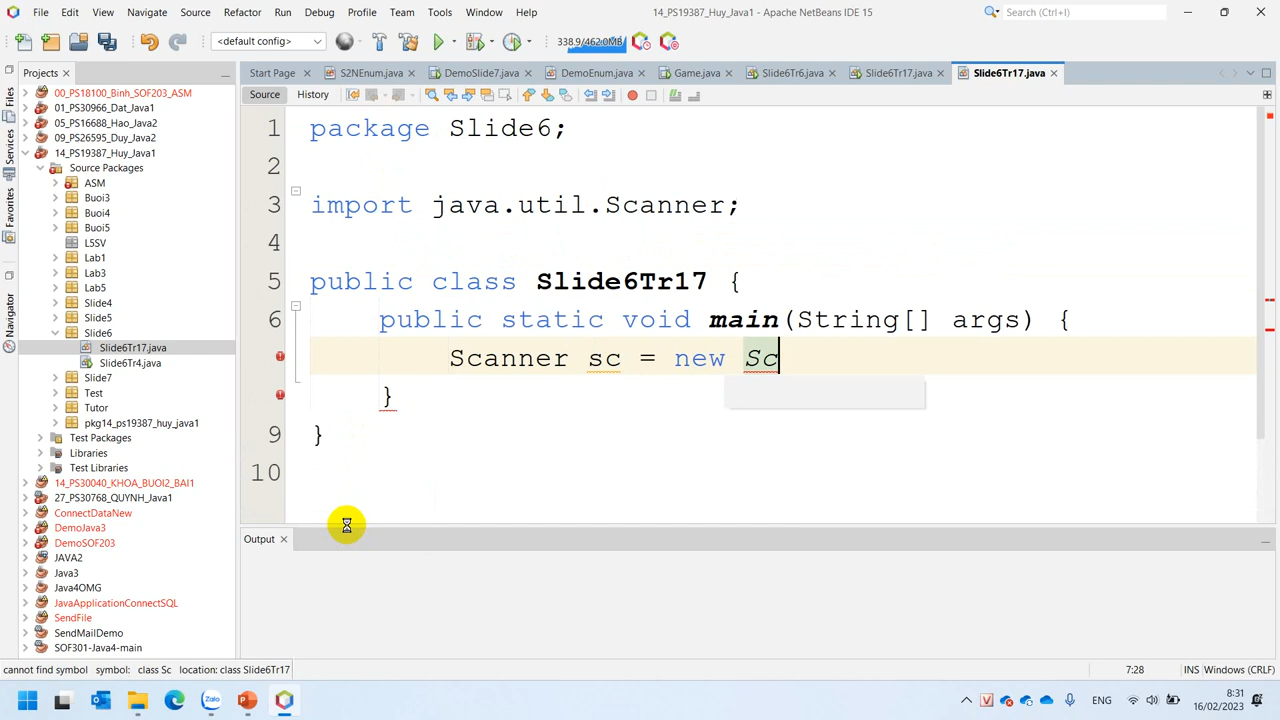 File Edit View Navigate Source Refactor Run Debug Profile Team Tools Window Help
14_PS19387_Huy_Java1 - Apache NetBeans IDE 15
Search (Ctrl+I)
<default config>
338.9/462.0MB
Projects
Start Page
S2NEnum.java
DemoSlide7.java
DemoEnum.java
Game.java
Slide6Tr6.java
Slide6Tr17.java
Slide6Tr17.java
Source History
Files
Services
Favorites
Navigator
00_PS18100_Binh_SOF203_ASM
01_PS30966_Dat_Java1
05_PS16688_Hao_Java2
09_PS26595_Duy_Java2
14_PS19387_Huy_Java1
Source Packages
ASM
Buoi3
Buoi4
Buoi5
L5SV
Lab1
Lab3
Lab5
Slide4
Slide5
Slide6
Slide6Tr17.java
Slide6Tr4.java
Slide7
Test
Tutor
pkg14_ps19387_huy_java1
Test Packages
Libraries
Test Libraries
14_PS30040_KHOA_BUOI2_BAI1
27_PS30768_QUYNH_Java1
ConnectDataNew
DemoJava3
DemoSOF203
JAVA2
Java3
Java4OMG
JavaApplicationConnectSQL
SendFile
SendMailDemo
SOF301-Java4-main
1 package Slide6;
2
3 import java.util.Scanner;
4
5 public class Slide6Tr17 {
6 public static void main(String[] args) {
Scanner sc = new Sc
}
9 }
10
Output
cannot find symbol symbol: class Sc location: class Slide6Tr17
7:28 INS Windows (CRLF)
Zalo
ENG
8:31
16/02/2023